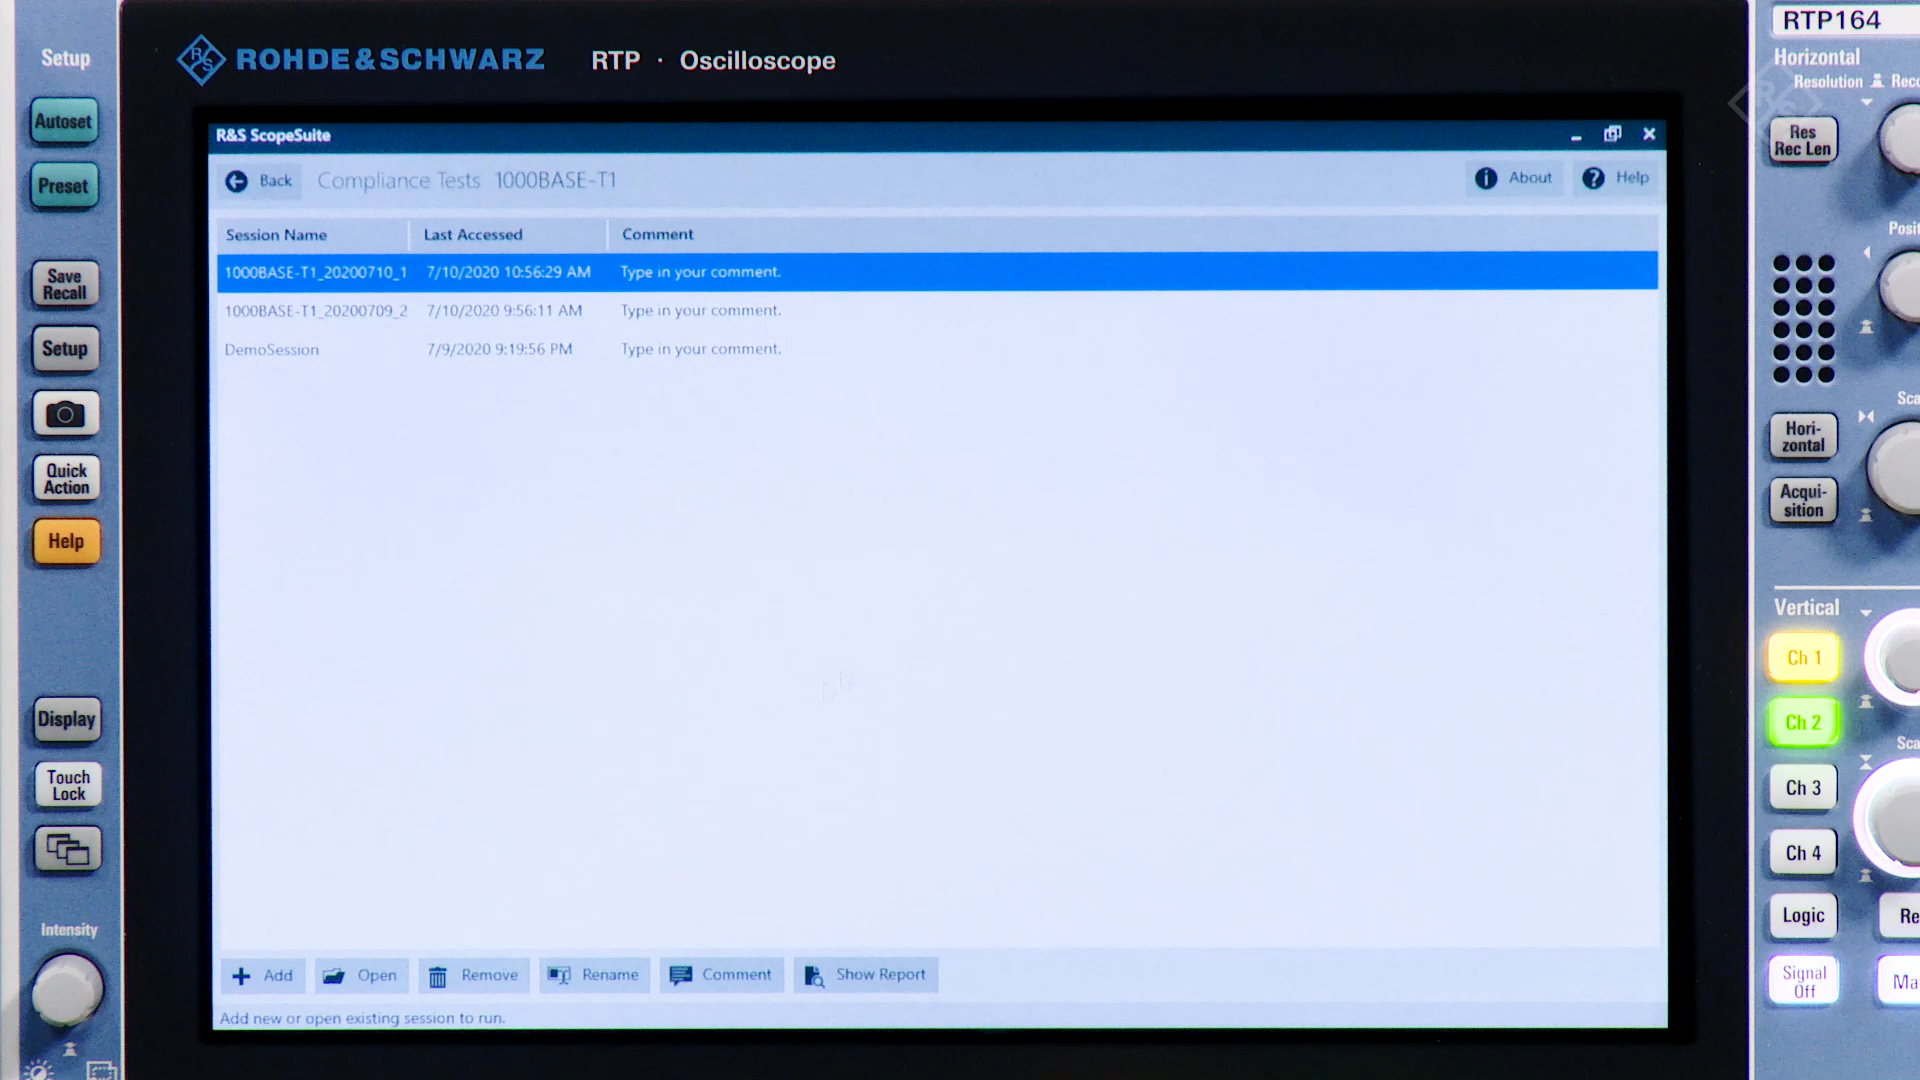 Setup
Autoset
Preset
Save
Recall
Setup
Quick
Action
Help
Display
Touch
Lock
Intensity
ROHDE&SCHWARZ RTP · Oscilloscope
R&S ScopeSuite
Back Compliance Tests 1000BASE-T1 About Help
Session Name Last Accessed Comment
1000BASE-T1_20200710_1 7/10/2020 10:56:29 AM Type in your comment.
1000BASE-T1_20200709_2 7/10/2020 9:56:11 AM Type in your comment.
DemoSession 7/9/2020 9:19:56 PM Type in your comment.
Add Open Remove Rename Comment Show Report
Add new or open existing session to run.
RTP164
Horizontal
Resolution
Res
Rec Len
Hori-
zontal
Acqui-
sition
Vertical
Ch 1
Ch 2
Ch 3
Ch 4
Logic
Signal
Off